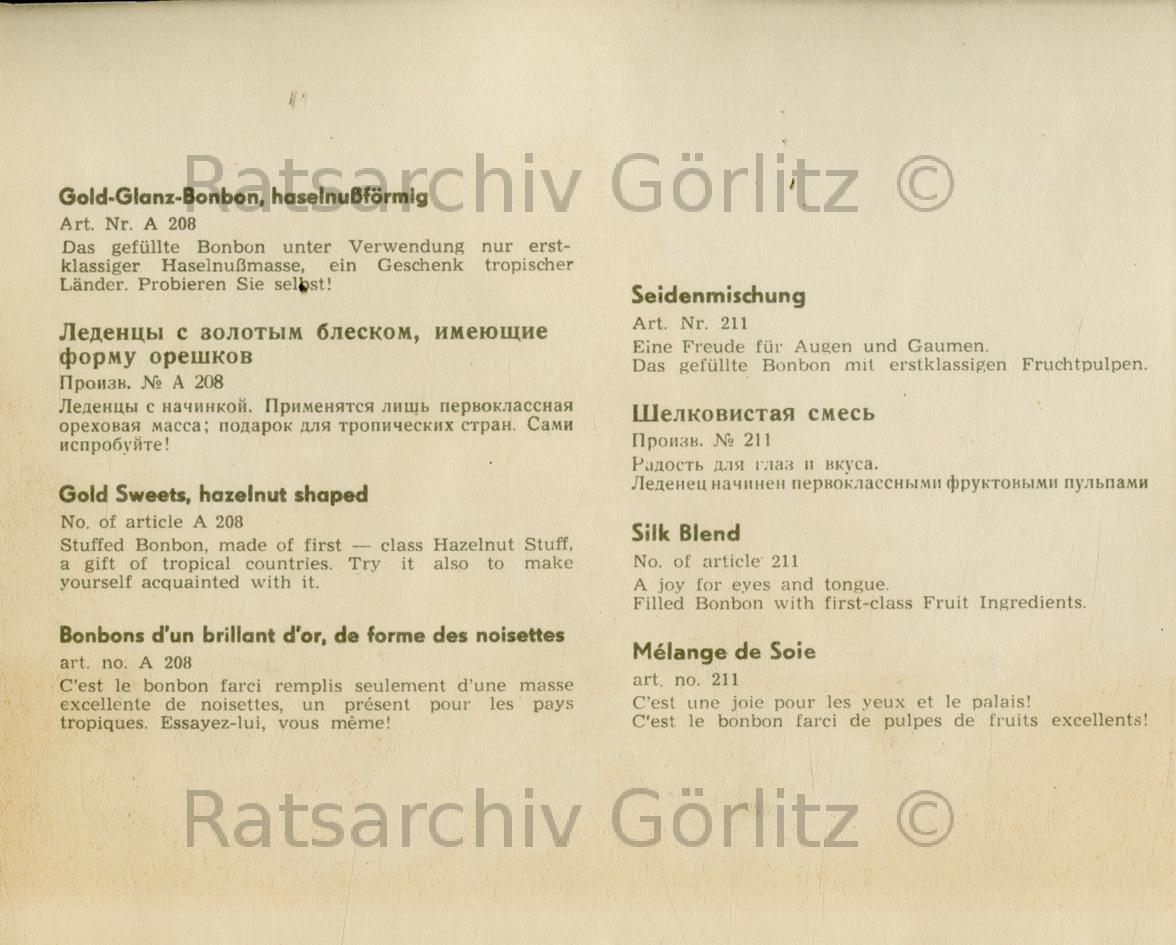 Ratsarchiv Görlitz ©
Gold-Glanz-Bonbon, haselnußförmig
Art. Nr. A 208
Das gefüllte Bonbon unter Verwendung nur erst-
klassiger Haselnußmasse, ein Geschenk tropischer
Länder. Probieren Sie selbst!
Леденцы с золотым блеском, имеющие
форму орешков
Произв. № А 208
Леденцы с начинкой. Применятся лишь первоклассная
ореховая масса; подарок для тропических стран. Сами
испробуйте!
Gold Sweets, hazelnut shaped
No. of article A 208
Stuffed Bonbon, made of first — class Hazelnut Stuff,
a gift of tropical countries. Try it also to make
yourself acquainted with it.
Bonbons d'un brillant d'or, de forme des noisettes
art. no. A 208
C'est le bonbon farci remplis seulement d'une masse
excellente de noisettes, un présent pour les pays
tropiques. Essayez-lui, vous même!
Seidenmischung
Art. Nr. 211
Eine Freude für Augen und Gaumen.
Das gefüllte Bonbon mit erstklassigen Fruchtpulpen.
Шелковистая смесь
Произв. № 211
Радость для глаз и вкуса.
Леденец начинен первоклассными фруктовыми пульпами
Silk Blend
No. of article 211
A joy for eyes and tongue.
Filled Bonbon with first-class Fruit Ingredients.
Mélange de Soie
art. no. 211
C'est une joie pour les yeux et le palais!
C'est le bonbon farci de pulpes de fruits excellents!
Ratsarchiv Görlitz ©